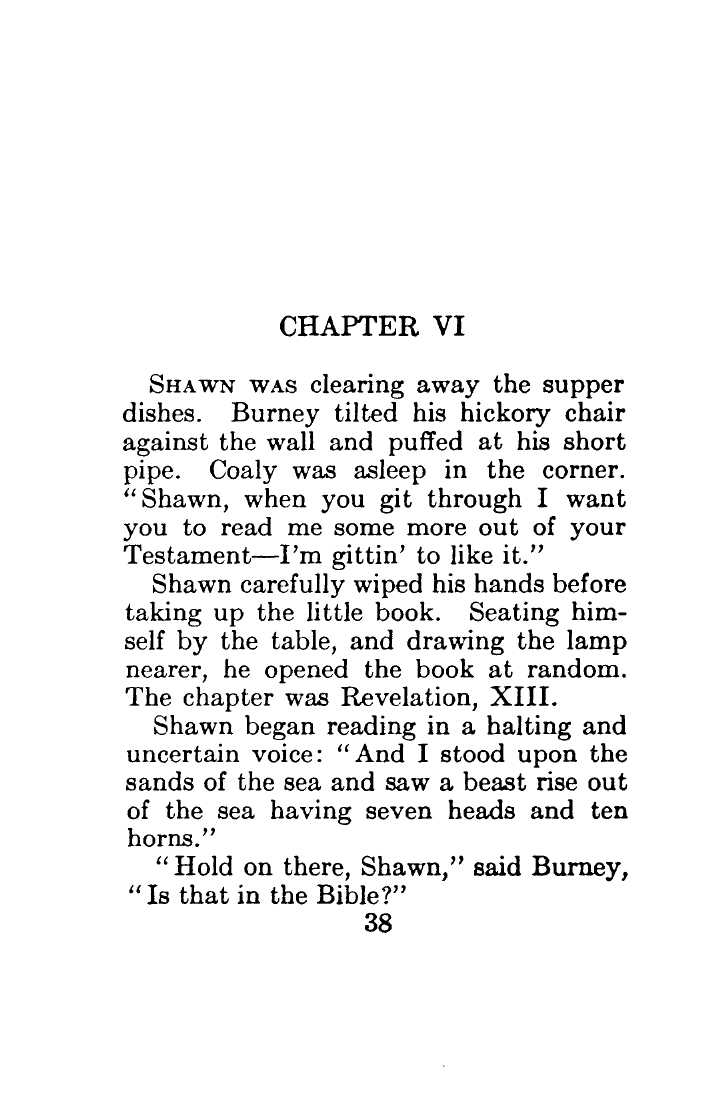 CHAPTER VI
SHAWN WAS clearing away the supper
dishes. Burney tilted his hickory chair
against the wall and puffed at his short
pipe. Coaly was asleep in the corner.
“Shawn, when you git through I want
you to read me some more out of your
Testament—I’m gittin’ to like it.”
Shawn carefully wiped his hands before
taking up the little book. Seating him-
self by the table, and drawing the lamp
nearer, he opened the book at random.
The chapter was Revelation, XIII.
Shawn began reading in a halting and
uncertain voice: “And I stood upon the
sands of the sea and saw a beast rise out
of the sea having seven heads and ten
horns.”
“Hold on there, Shawn,” said Burney,
“Is that in the Bible?”
38